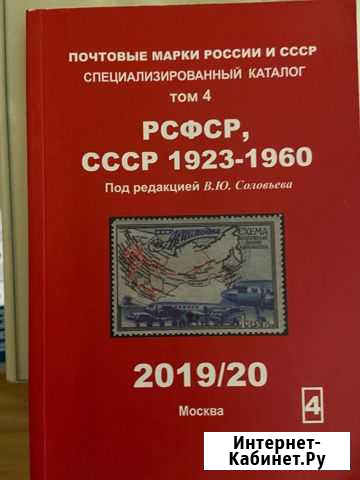 ПОЧТОВЫЕ МАРКИ РОССИИ И СССР
СПЕЦИАЛИЗИРОВАННЫЙ КАТАЛОГ
ТОМ 4
РСФСР,
СССР 1923-1960
Под редакцией В.Ю. Соловьева
СХЕМА
2019/20
Москва
4
Интернет-
Кабинет.Ру